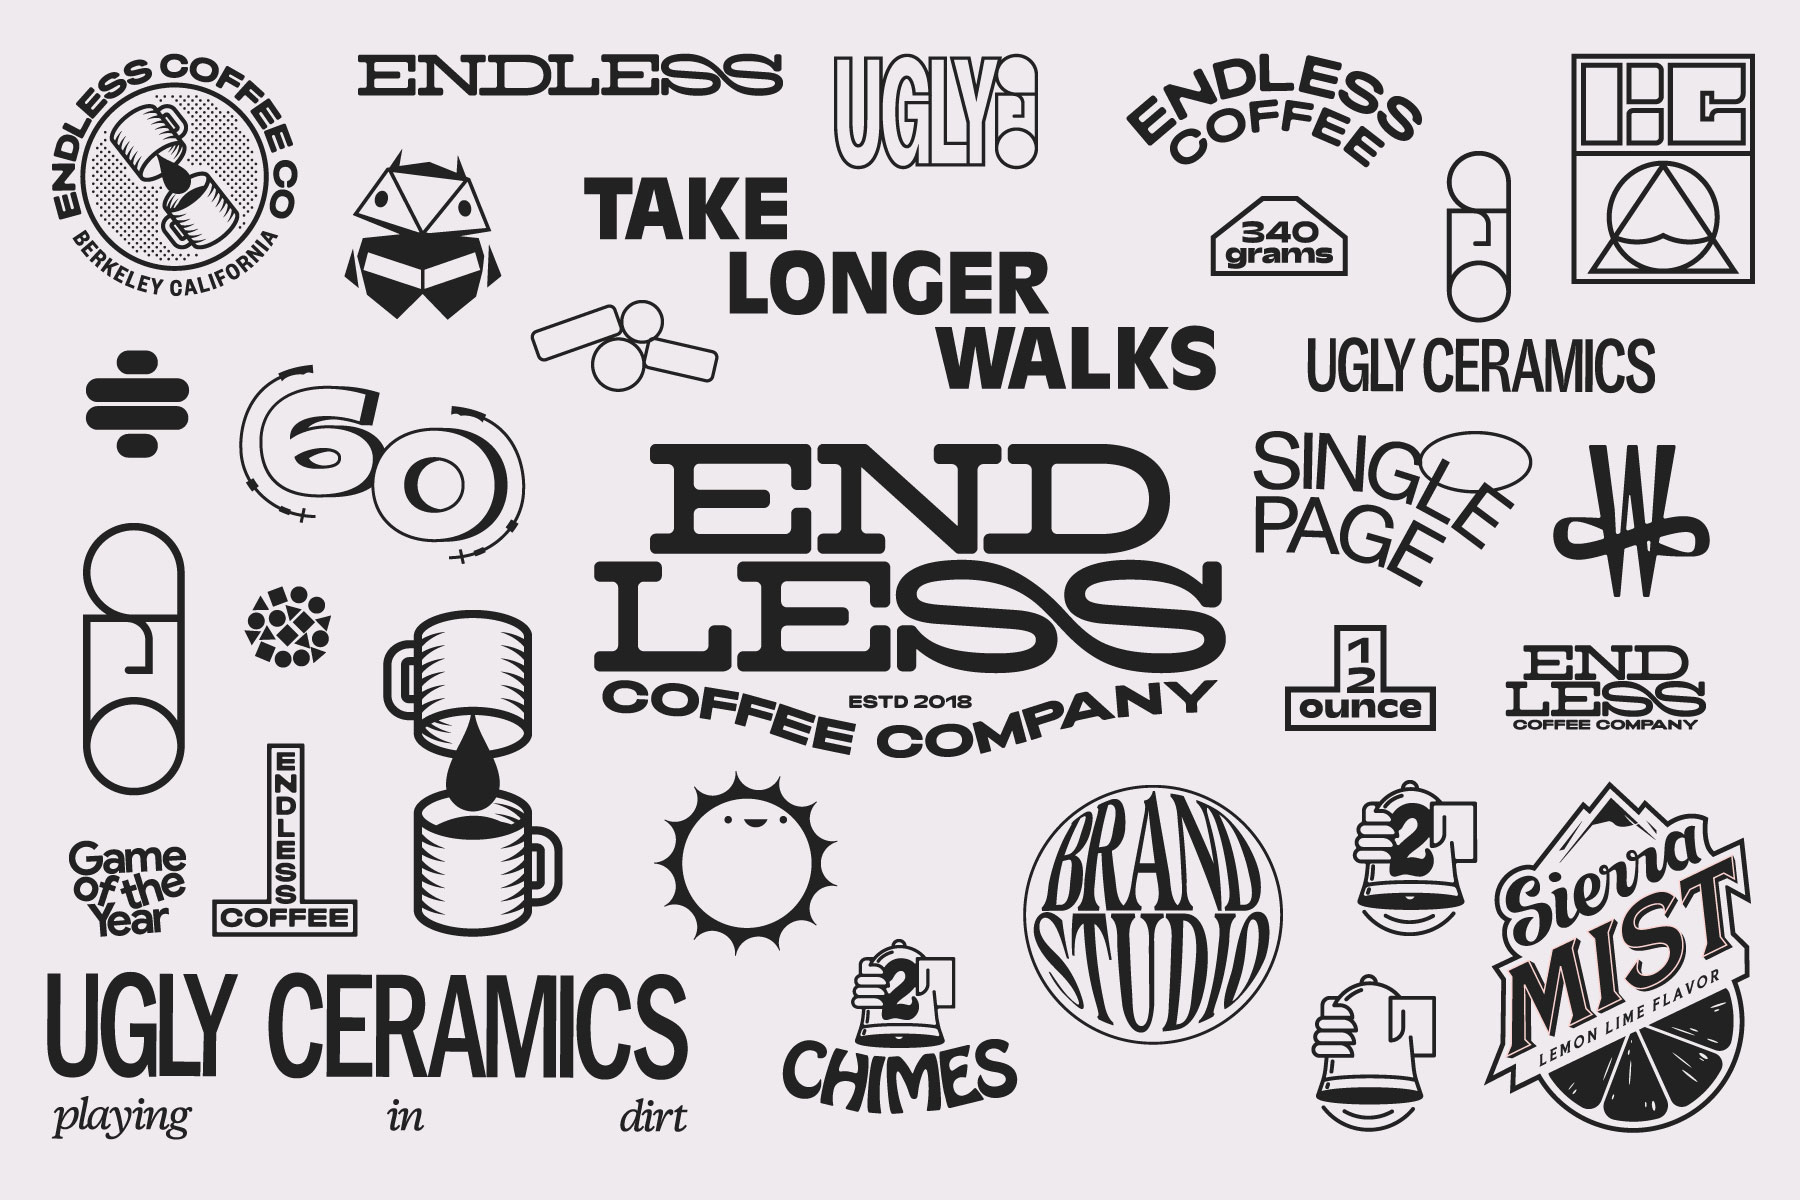 ENDLESS COFFEE CO
BERKELEY CALIFORNIA
ENDLESS
UGLY
ENDLESS
COFFEE
340
grams
TAKE
LONGER
WALKS
UGLY CERAMICS
60
SINGLE
PAGE
W
END
LESS
COFFEE COMPANY
ESTD 2018
1
2
ounce
END
LESS
COFFEE COMPANY
ENDLESS
COFFEE
Game
of the
Year
BRAND
STUDIO
2
2
CHIMES
Sierra
MIST
LEMON LIME FLAVOR
UGLY CERAMICS
playing in dirt